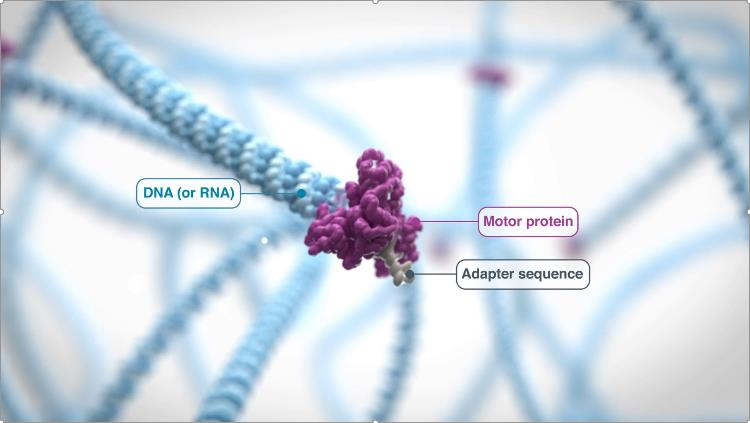 DNA (or RNA)
Motor protein
Adapter sequence